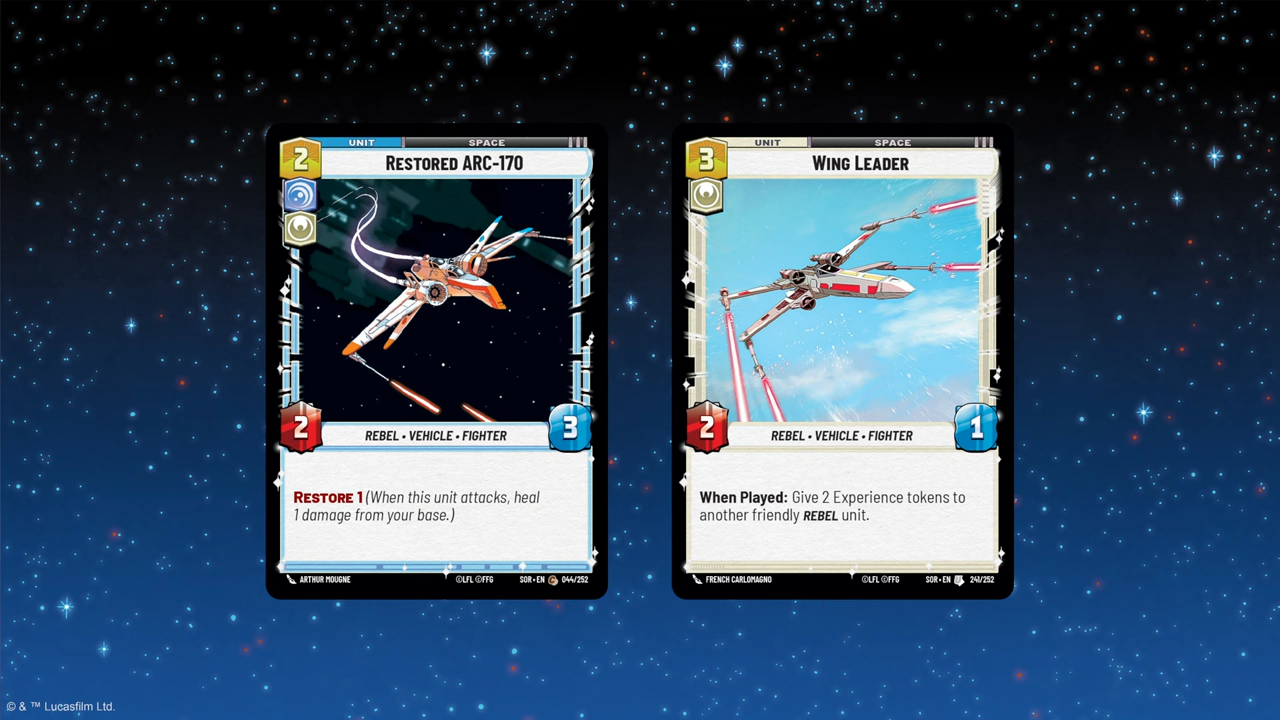 UNIT SPACE
2 RESTORED ARC-170
2 3
REBEL • VEHICLE • FIGHTER
RESTORE 1 (When this unit attacks, heal
1 damage from your base.)
ARTHUR MOUGNE ©LFL ©FFG SOR • EN 044/252
UNIT SPACE
3 WING LEADER
2 1
REBEL • VEHICLE • FIGHTER
When Played: Give 2 Experience tokens to
another friendly REBEL unit.
FRENCH CARLOMAGNO ©LFL ©FFG SOR • EN 241/252
© & ™ Lucasfilm Ltd.